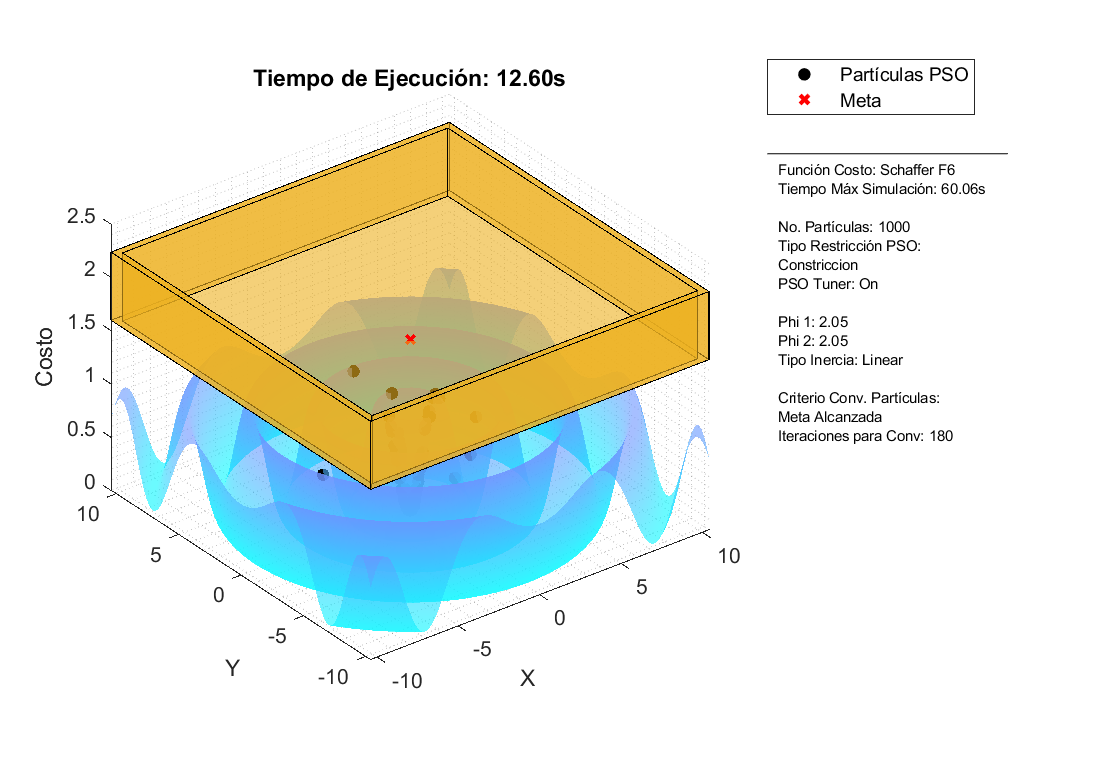 Tiempo de Ejecución: 12.60s
Partículas PSO
Meta
Función Costo: Schaffer F6
Tiempo Máx Simulación: 60.06s
No. Partículas: 1000
Tipo Restricción PSO:
Constriccion
PSO Tuner: On
Phi 1: 2.05
Phi 2: 2.05
Tipo Inercia: Linear
Criterio Conv. Partículas:
Meta Alcanzada
Iteraciones para Conv: 180
Costo
2.5
2
1.5
1
0.5
0
10
5
0
-5
-10
Y
-10
-5
0
5
10
X